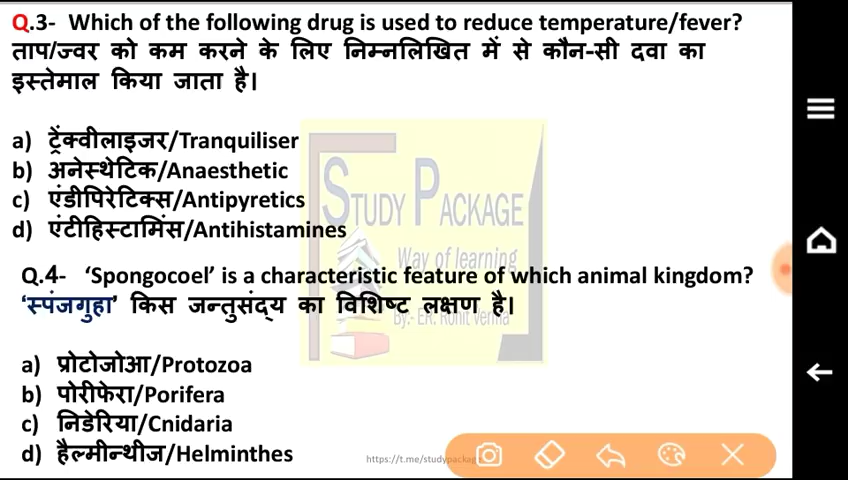 Q.3- Which of the following drug is used to reduce temperature/fever?
ताप/ज्वर को कम करने के लिए निम्नलिखित में से कौन-सी दवा का
इस्तेमाल किया जाता है।
a) ट्रेंक्वीलाइजर/Tranquiliser
b) अनेस्थेटिक/Anaesthetic
c) एंडीपिरेटिक्स/Antipyretics
d) एंटीहिस्टामिंस/Antihistamines
STUDY PACKAGE
Way of learning
By:- ER. Rohit Verma
Q.4- ‘Spongocoel’ is a characteristic feature of which animal kingdom?
‘स्पंजगुहा’ किस जन्तुसंद्य का विशिष्ट लक्षण है।
a) प्रोटोजोआ/Protozoa
b) पोरीफेरा/Porifera
c) निडेरिया/Cnidaria
d) हैल्मीन्थीज/Helminthes
https://t.me/studypackag